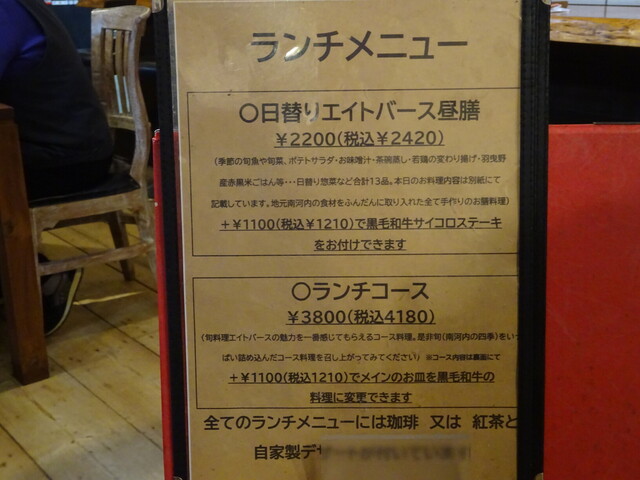 ランチメニュー
〇日替りエイトバース昼膳
￥2200(税込￥2420)
(季節の旬魚や旬菜、ポテトサラダ・お味噌汁・茶碗蒸し・若鶏の変わり揚げ・羽曳野
産赤黒米ごはん等・・・日替り惣菜など合計13品。本日のお料理内容は別紙にて
記載しています。地元南河内の食材をふんだんに取り入れた全て手作りのお膳料理)
＋￥1100(税込￥1210)で黒毛和牛サイコロステーキ
をお付けできます
〇ランチコース
￥3800(税込4180)
(旬料理エイトバースの魅力を一番感じてもらえるコース料理。是非旬(南河内の四季)をいっ
ぱい詰め込んだコース料理を召し上がってみてください) ※コース内容は裏面にて
＋￥1100(税込1210)でメインのお皿を黒毛和牛の
料理に変更できます
全てのランチメニューには珈琲 又は 紅茶と
自家製デザートが付いています